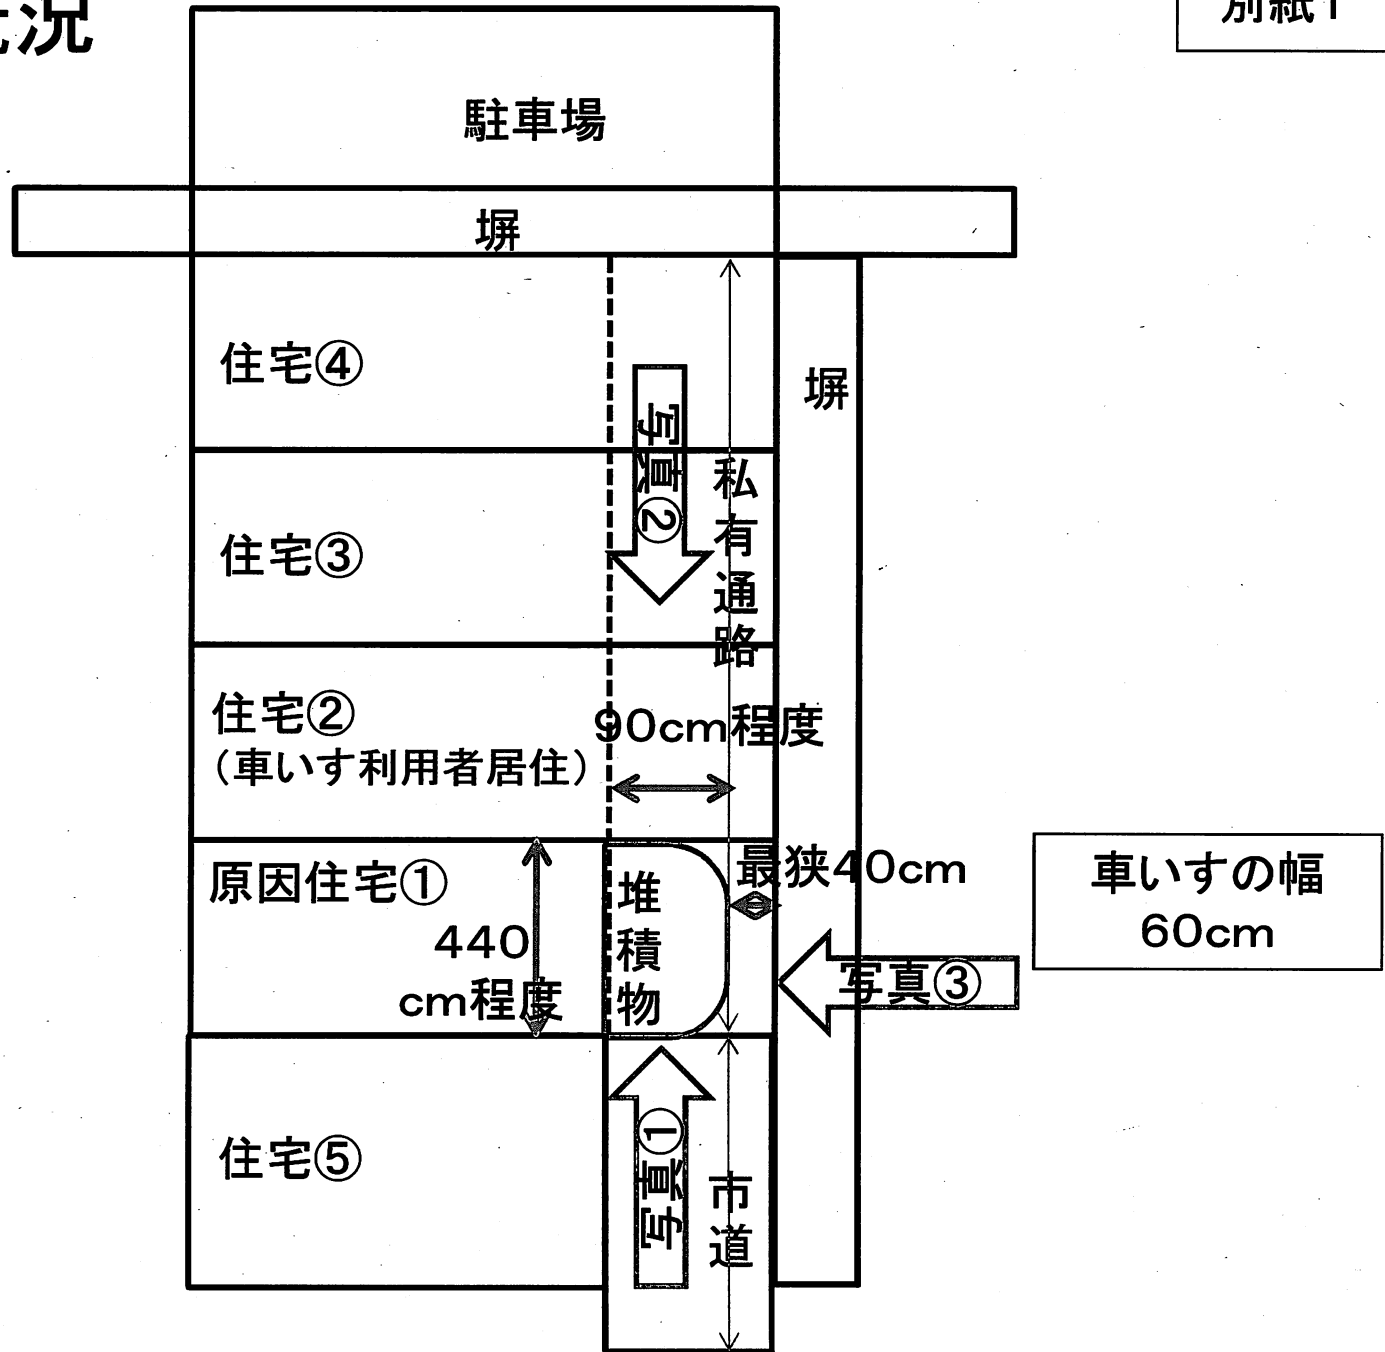 況
別紙1
駐車場
塀
住宅④
塀
写真②
私有通路
住宅③
住宅②
(車いす利用者居住)
90cm程度
原因住宅①
堆積物
最狭40cm
車いすの幅
60cm
440
cm程度
写真③
住宅⑤
写真①
市道